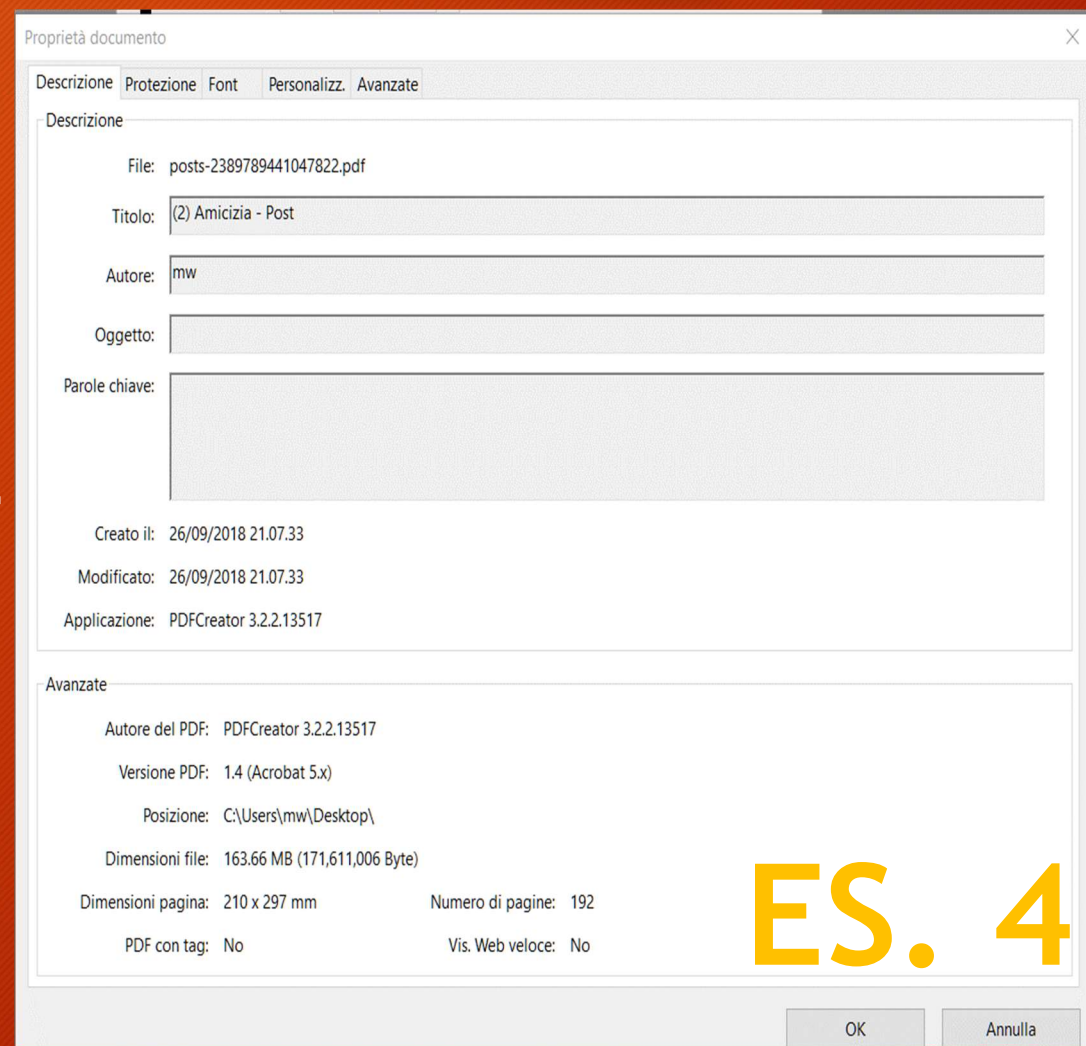 Proprietà documento
Descrizione Protezione Font Personalizz. Avanzate
Descrizione
File: posts-2389789441047822.pdf
Titolo: (2) Amicizia - Post
Autore: mw
Oggetto:
Parole chiave:
Creato il: 26/09/2018 21.07.33
Modificato: 26/09/2018 21.07.33
Applicazione: PDFCreator 3.2.2.13517
Avanzate
Autore del PDF: PDFCreator 3.2.2.13517
Versione PDF: 1.4 (Acrobat 5.x)
Posizione: C:\Users\mw\Desktop\
Dimensioni file: 163.66 MB (171,611,006 Byte)
Dimensioni pagina: 210 x 297 mm Numero di pagine: 192
PDF con tag: No Vis. Web veloce: No
ES. 4
OK Annulla